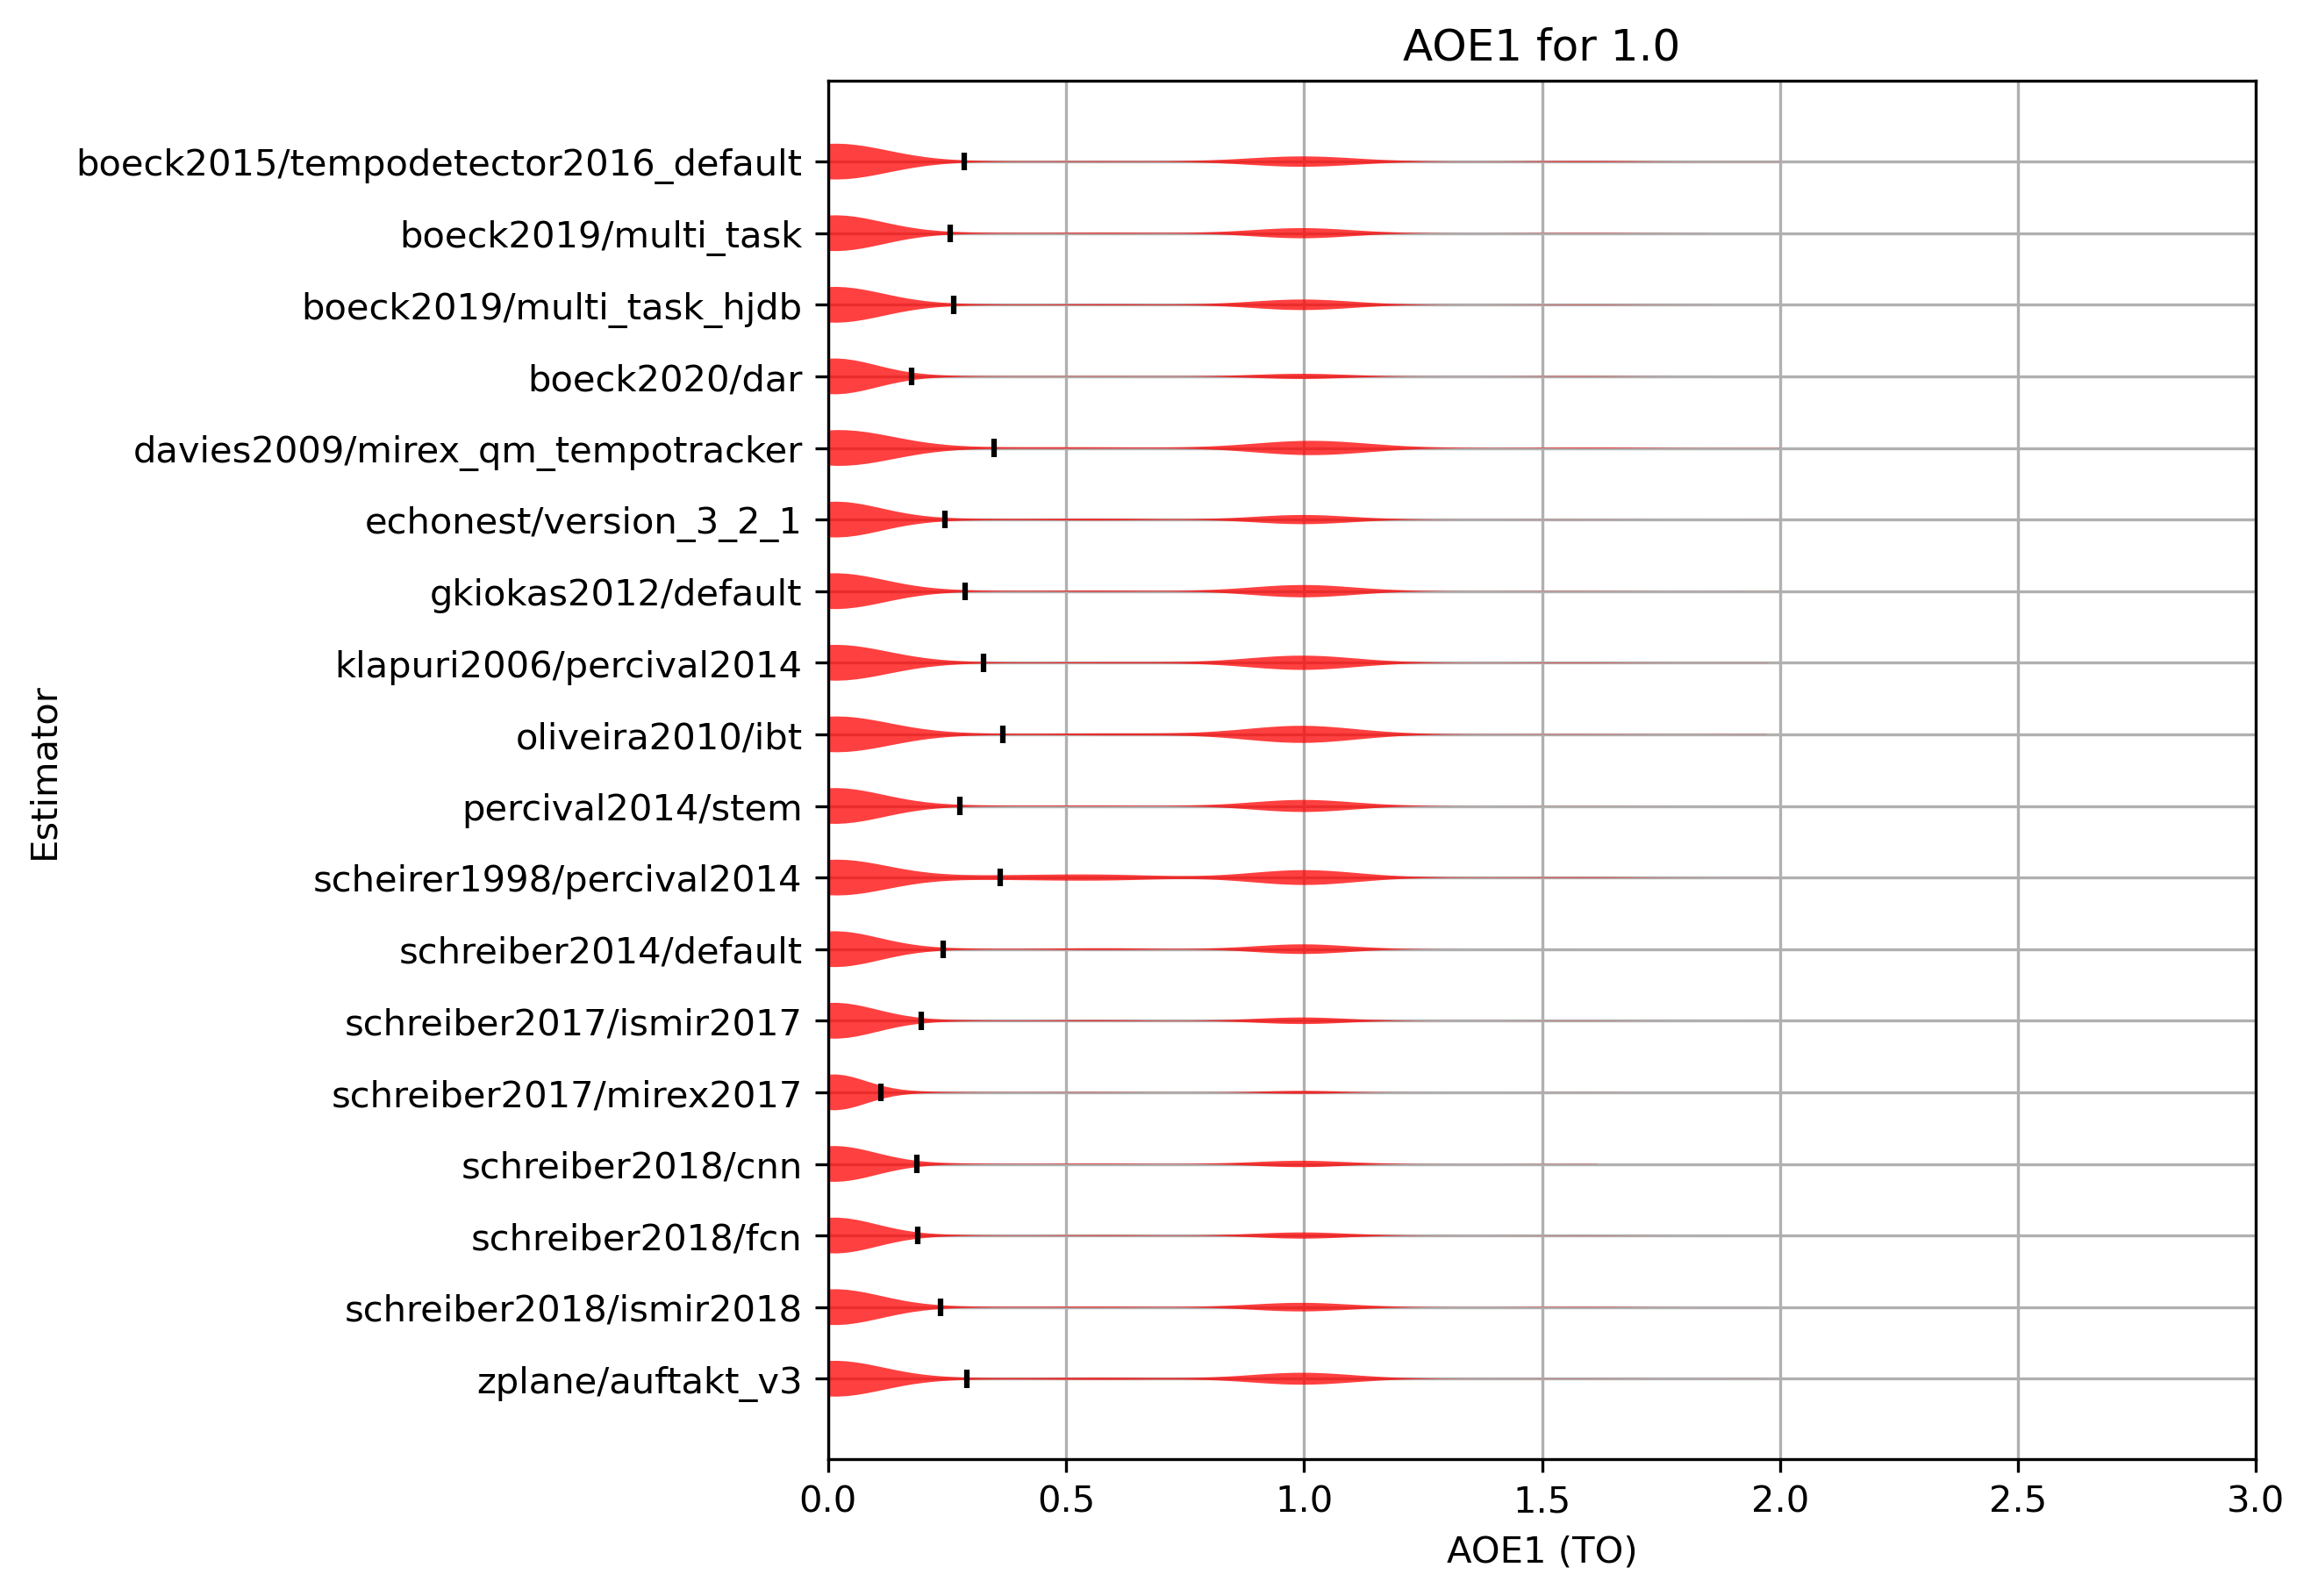 AOE1 for 1.0
boeck2015/tempodetector2016_default
boeck2019/multi_task
boeck2019/multi_task_hjdb
boeck2020/dar
davies2009/mirex_qm_tempotracker
echonest/version_3_2_1
gkiokas2012/default
klapuri2006/percival2014
oliveira2010/ibt
percival2014/stem
scheirer1998/percival2014
schreiber2014/default
schreiber2017/ismir2017
schreiber2017/mirex2017
schreiber2018/cnn
schreiber2018/fcn
schreiber2018/ismir2018
zplane/auftakt_v3
Estimator
0.0 0.5 1.0 1.5 2.0 2.5 3.0
AOE1 (TO)